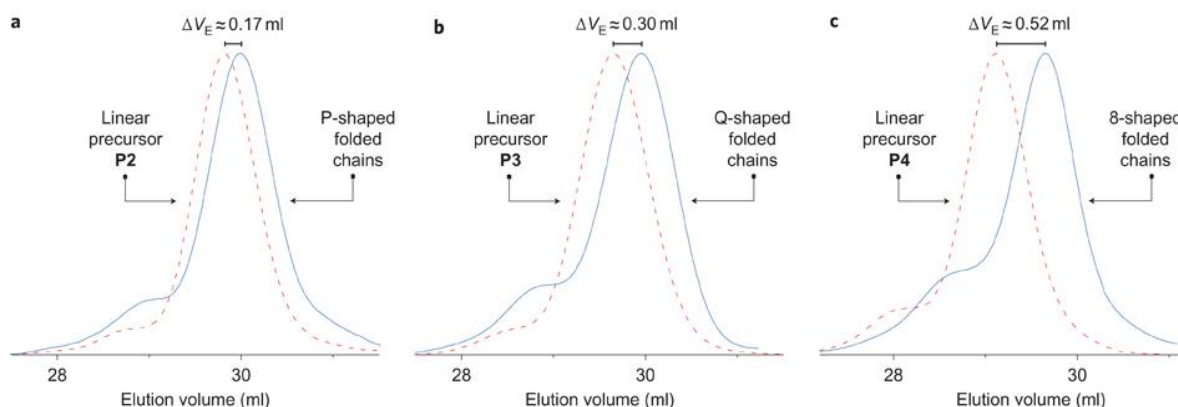 a
ΔV_E ≈ 0.17 ml
Linear
precursor
P2
P-shaped
folded
chains
28
30
Elution volume (ml)
b
ΔV_E ≈ 0.30 ml
Linear
precursor
P3
Q-shaped
folded
chains
28
30
Elution volume (ml)
c
ΔV_E ≈ 0.52 ml
Linear
precursor
P4
8-shaped
folded
chains
28
30
Elution volume (ml)